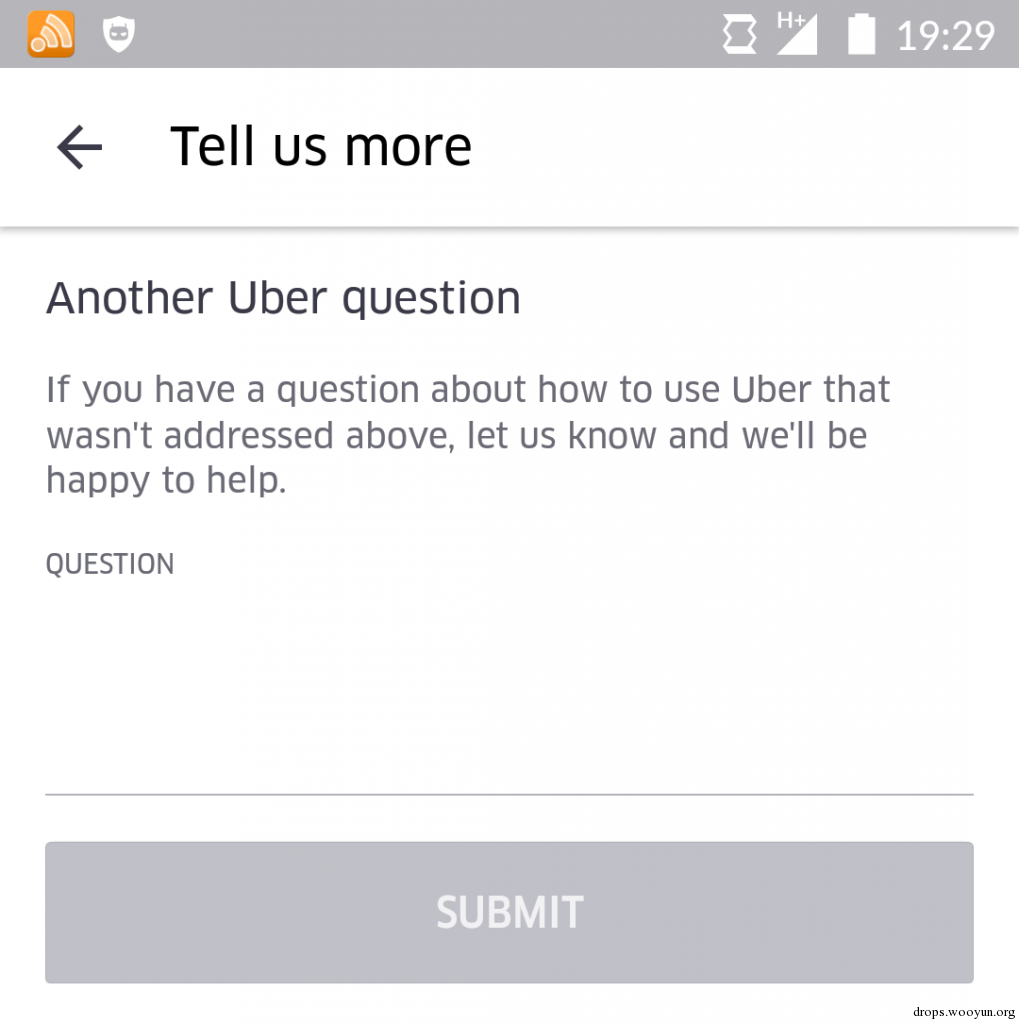 H+ 19:29
Tell us more
Another Uber question
If you have a question about how to use Uber that
wasn't addressed above, let us know and we'll be
happy to help.
QUESTION
SUBMIT
drops.wooyun.org